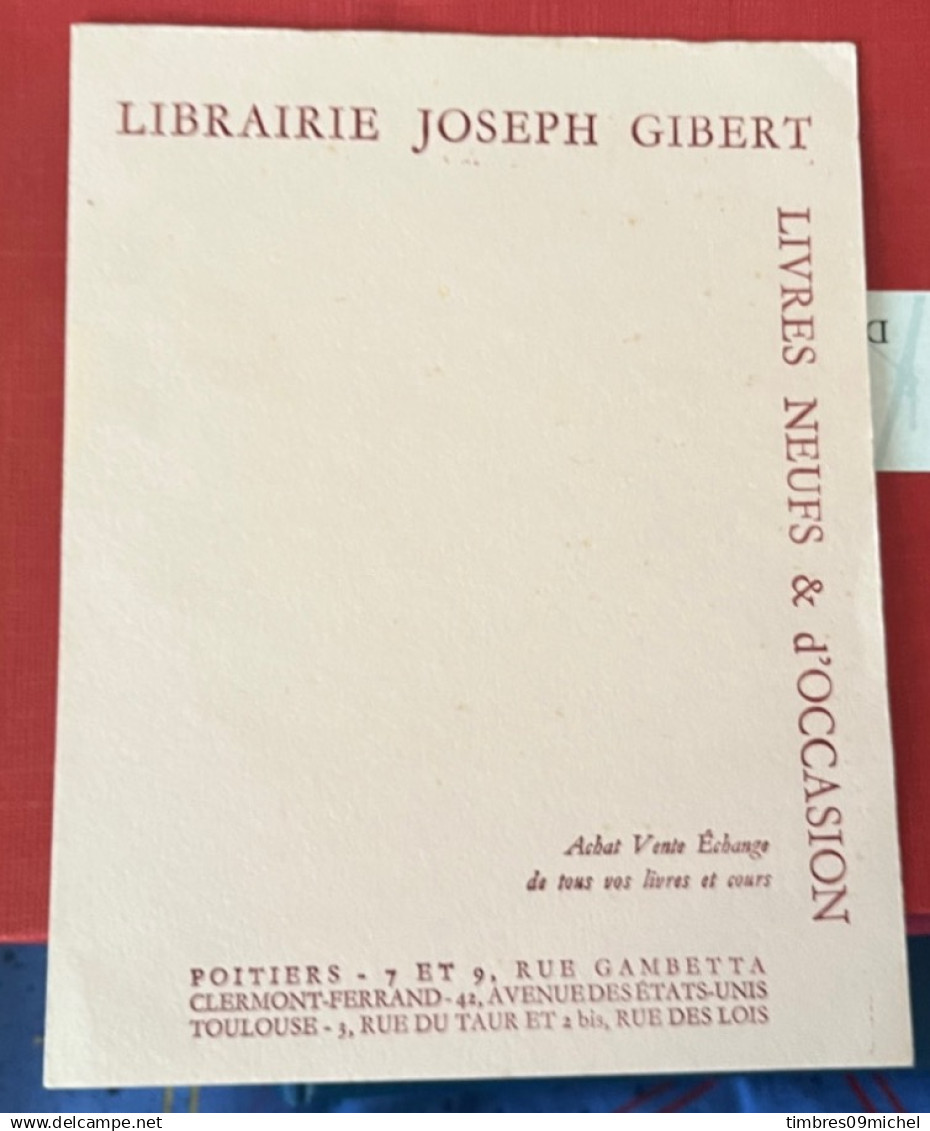 LIBRAIRIE JOSEPH GIBERT
LIVRES NEUFS & d'OCCASION
Achat Vente Échange
de tous vos livres et cours
POITIERS - 7 ET 9, RUE GAMBETTA
CLERMONT-FERRAND - 42, AVENUE DES ÉTATS-UNIS
TOULOUSE - 3, RUE DU TAUR ET 2 bis, RUE DES LOIS
D
www.delcampe.net
timbres09michel